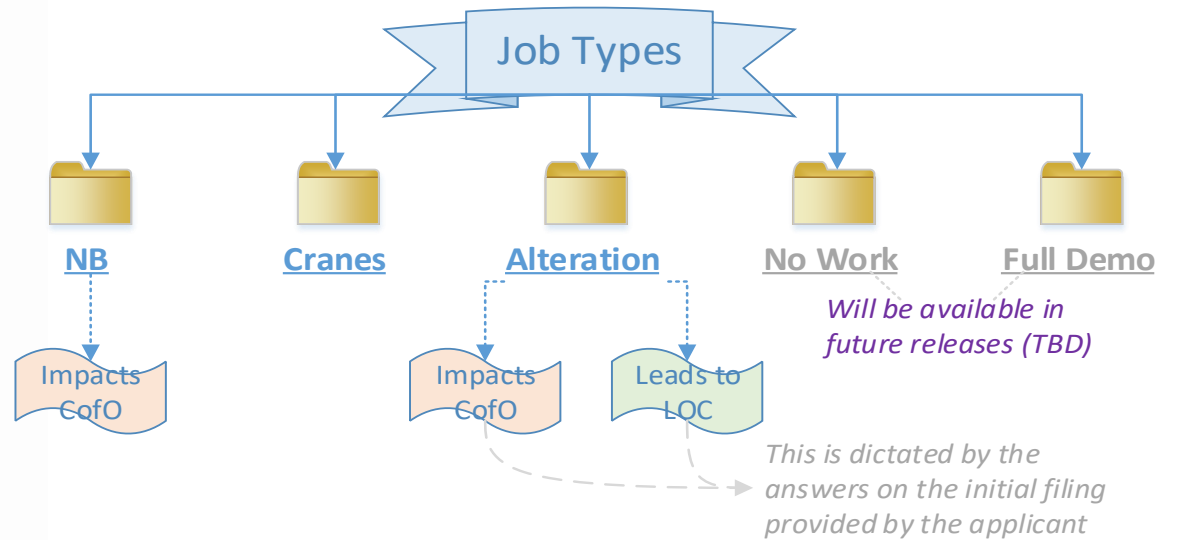 Job Types
NB
Cranes
Alteration
No Work
Full Demo
Will be available in
future releases (TBD)
Impacts
CofO
Impacts
CofO
Leads to
LOC
This is dictated by the
answers on the initial filing
provided by the applicant